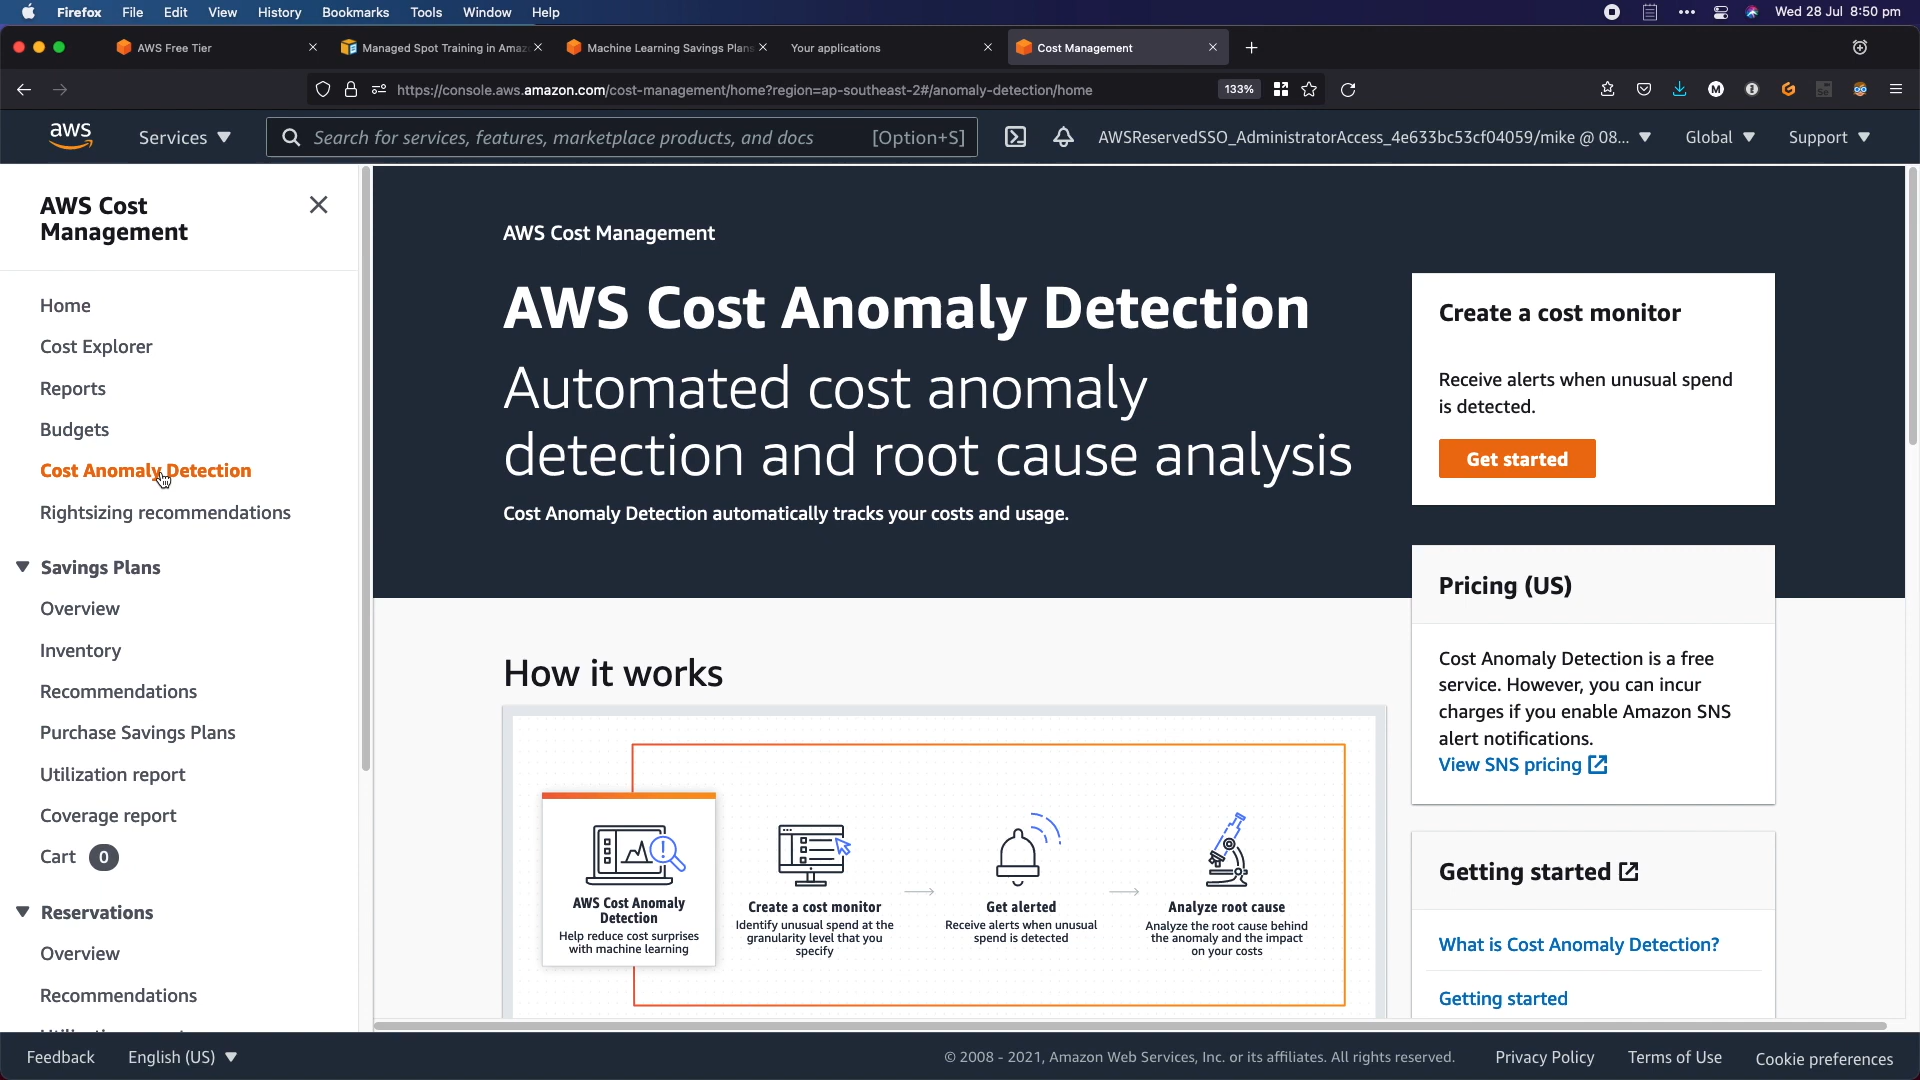 Firefox File Edit View History Bookmarks Tools Window Help Wed 28 Jul 8:50 pm
AWS Free Tier Managed Spot Training in Amaz Machine Learning Savings Plans Your applications Cost Management
https://console.aws.amazon.com/cost-management/home?region=ap-southeast-2#/anomaly-detection/home 133%
aws Services Search for services, features, marketplace products, and docs [Option+S] AWSReservedSSO_AdministratorAccess_4e633bc53cf04059/mike @ 08... Global Support
AWS Cost
Management
Home
Cost Explorer
Reports
Budgets
Cost Anomaly Detection
Rightsizing recommendations
Savings Plans
Overview
Inventory
Recommendations
Purchase Savings Plans
Utilization report
Coverage report
Cart 0
Reservations
Overview
Recommendations
AWS Cost Management
AWS Cost Anomaly Detection
Automated cost anomaly
detection and root cause analysis
Cost Anomaly Detection automatically tracks your costs and usage.
Create a cost monitor
Receive alerts when unusual spend
is detected.
Get started
Pricing (US)
Cost Anomaly Detection is a free
service. However, you can incur
charges if you enable Amazon SNS
alert notifications.
View SNS pricing
Getting started
What is Cost Anomaly Detection?
Getting started
How it works
AWS Cost Anomaly
Detection
Help reduce cost surprises
with machine learning
Create a cost monitor
Identify unusual spend at the
granularity level that you
specify
Get alerted
Receive alerts when unusual
spend is detected
Analyze root cause
Analyze the root cause behind
the anomaly and the impact
on your costs
Feedback English (US) © 2008 - 2021, Amazon Web Services, Inc. or its affiliates. All rights reserved. Privacy Policy Terms of Use Cookie preferences